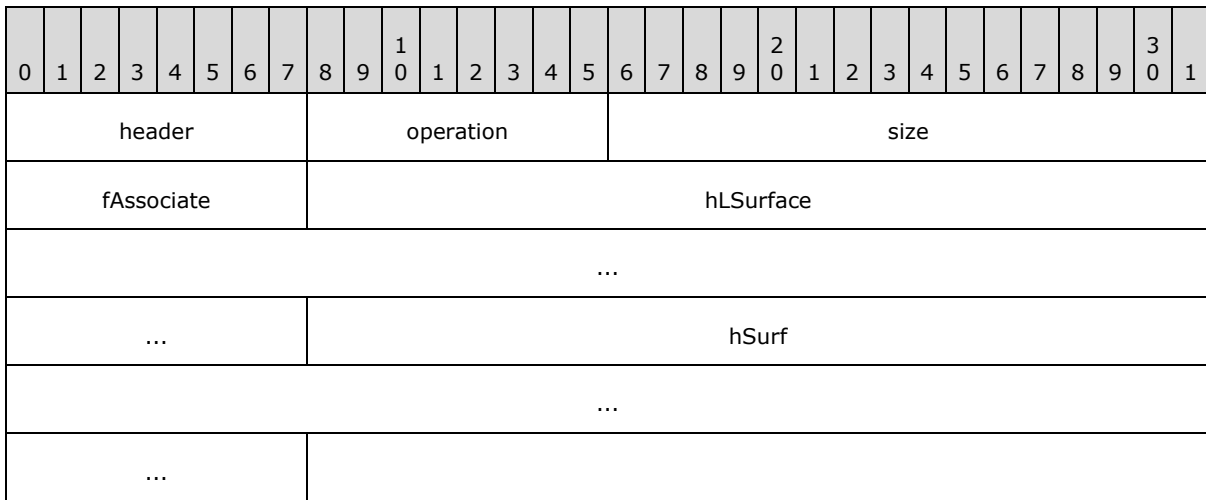 0 1 2 3 4 5 6 7 8 9 1 0 1 2 3 4 5 6 7 8 9 2 0 1 2 3 4 5 6 7 8 9 3 0 1
header operation size
fAssociate hLSurface
...
... hSurf
...
...